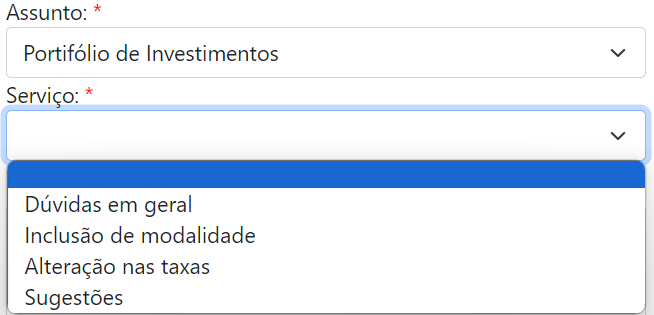 Assunto: *
Portifólio de Investimentos
Serviço: *
Dúvidas em geral
Inclusão de modalidade
Alteração nas taxas
Sugestões